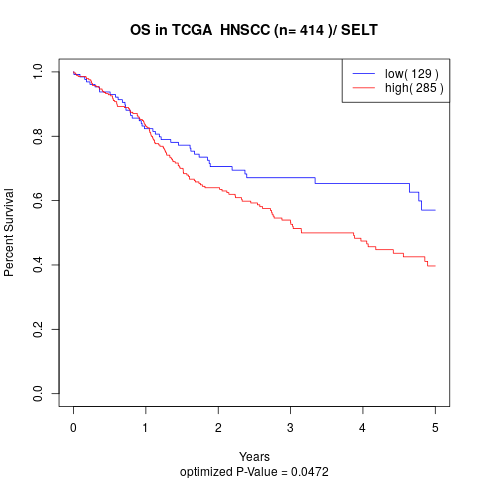 OS in TCGA  HNSCC (n= 414 )/ SELT
low( 129 )
high( 285 )
Percent Survival
1.0
0.8
0.6
0.4
0.2
0.0
0 1 2 3 4 5
Years
optimized P-Value = 0.0472